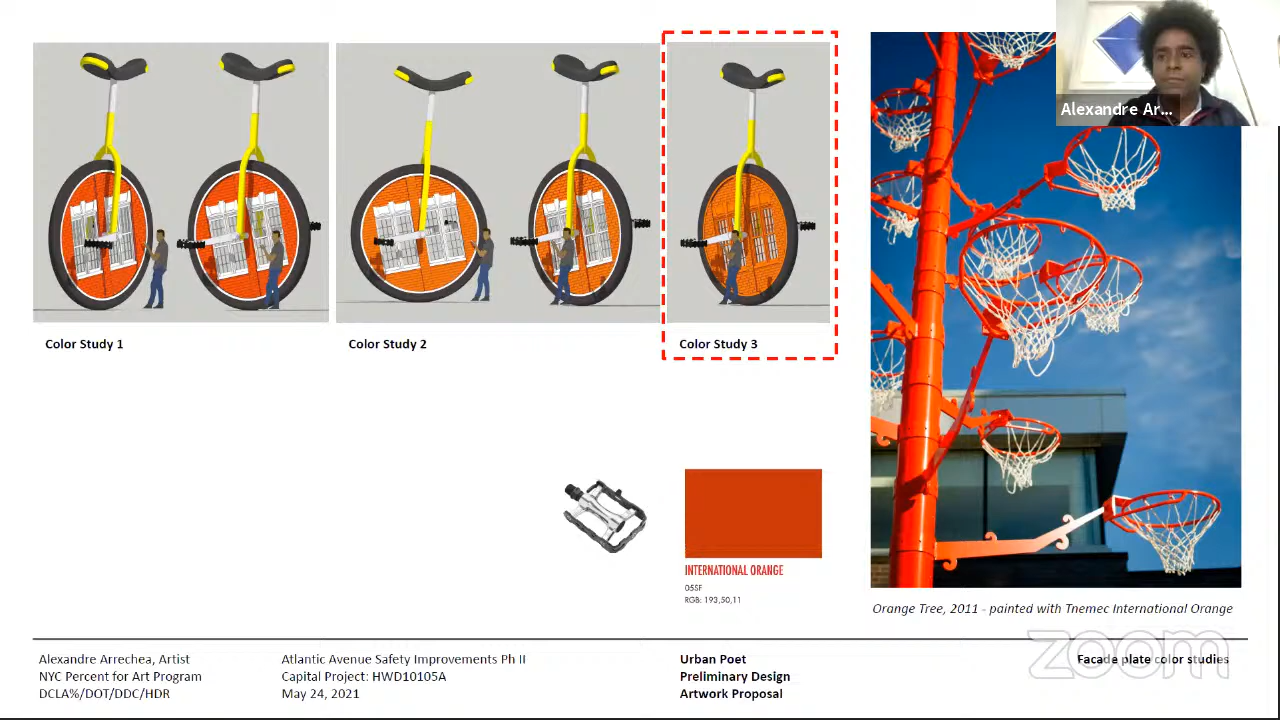 Alexandre Ar...
Color Study 1
Color Study 2
Color Study 3
INTERNATIONAL ORANGE
05SF
RGB: 193,50,11
Orange Tree, 2011 - painted with Tnemec International Orange
Alexandre Arrechea, Artist
NYC Percent for Art Program
DCLA%/DOT/DDC/HDR
Atlantic Avenue Safety Improvements Ph II
Capital Project: HWD10105A
May 24, 2021
Urban Poet
Preliminary Design
Artwork Proposal
Facade plate color studies
zoom